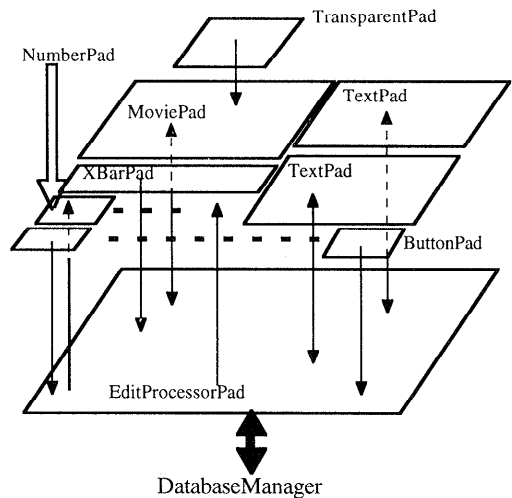 TransparentPad
NumberPad
MoviePad
TextPad
XBarPad
TextPad
ButtonPad
EditProcessorPad
DatabaseManager